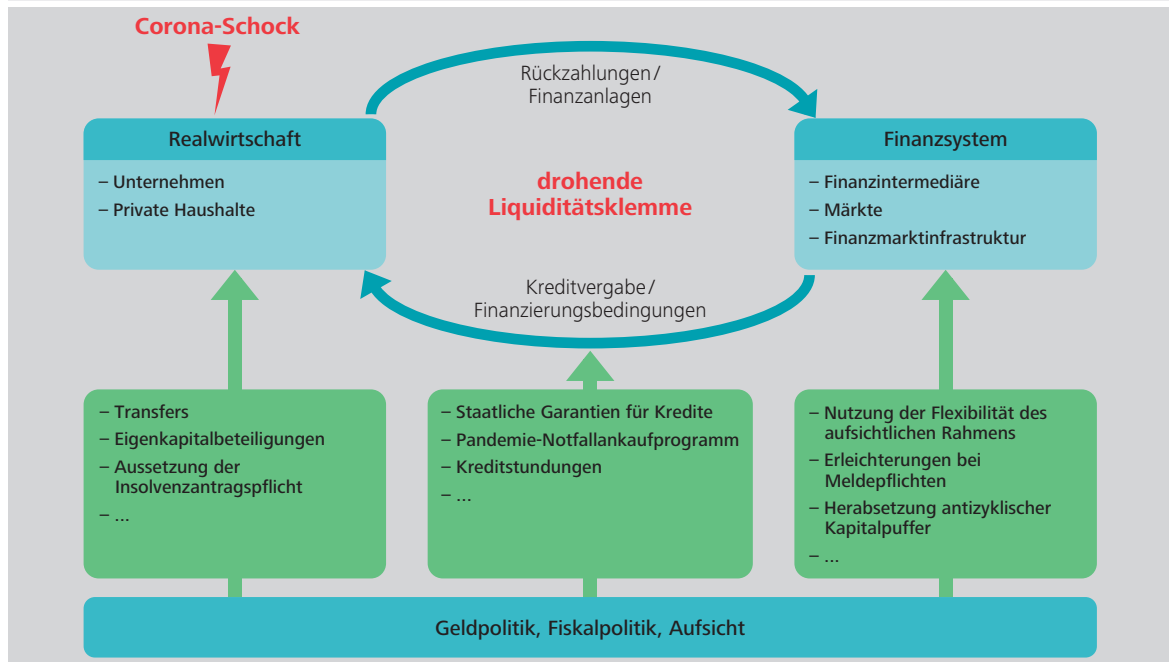 Corona-Schock
Rückzahlungen/
Finanzanlagen
Realwirtschaft
– Unternehmen
– Private Haushalte
drohende
Liquiditätsklemme
Finanzsystem
– Finanzintermediäre
– Märkte
– Finanzmarktinfrastruktur
Kreditvergabe/
Finanzierungsbedingungen
– Transfers
– Eigenkapitalbeteiligungen
– Aussetzung der
Insolvenzantragspflicht
– ...
– Staatliche Garantien für Kredite
– Pandemie-Notfallankaufprogramm
– Kreditstundungen
– ...
– Nutzung der Flexibilität des
aufsichtlichen Rahmens
– Erleichterungen bei
Meldepflichten
– Herabsetzung antizyklischer
Kapitalpuffer
– ...
Geldpolitik, Fiskalpolitik, Aufsicht